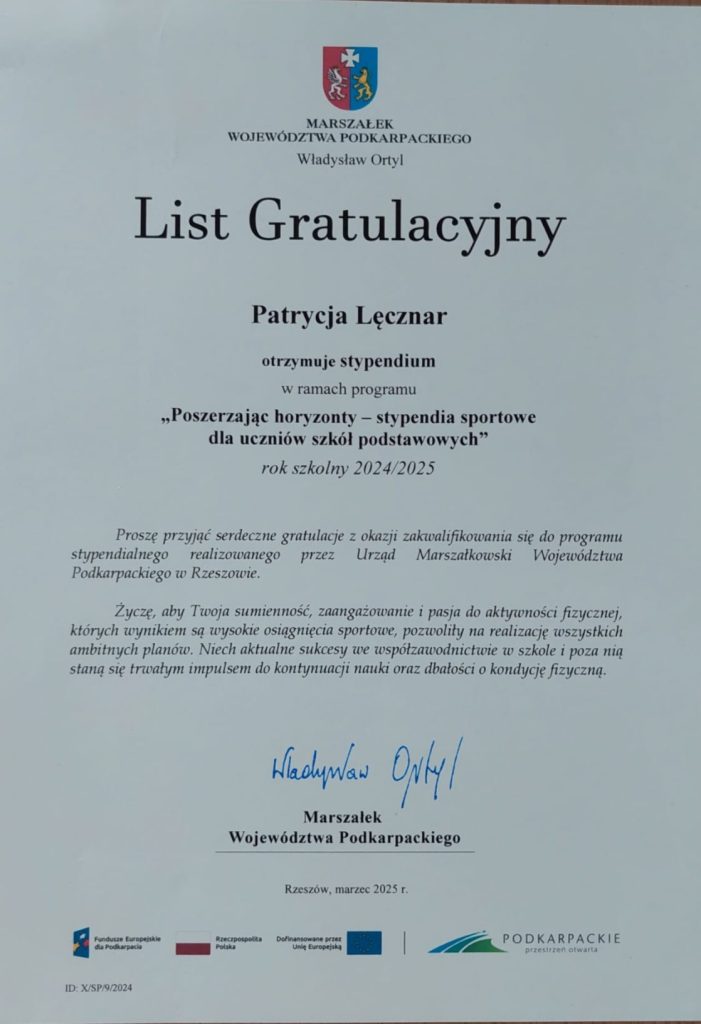 MARSZAŁEK
WOJEWÓDZTWA PODKARPACKIEGO
Władysław Ortyl
List Gratulacyjny
Patrycja Lęcznar
otrzymuje stypendium
w ramach programu
„Poszerzając horyzonty – stypendia sportowe
dla uczniów szkół podstawowych”
rok szkolny 2024/2025
Proszę przyjąć serdeczne gratulacje z okazji zakwalifikowania się do programu
stypendialnego realizowanego przez Urząd Marszałkowski Województwa
Podkarpackiego w Rzeszowie.
Życzę, aby Twoja sumienność, zaangażowanie i pasja do aktywności fizycznej,
których wynikiem są wysokie osiągnięcia sportowe, pozwoliły na realizację wszystkich
ambitnych planów. Niech aktualne sukcesy we współzawodnictwie w szkole i poza nią
staną się trwałym impulsem do kontynuacji nauki oraz dbałości o kondycję fizyczną.
Władysław Ortyl
Marszałek
Województwa Podkarpackiego
Rzeszów, marzec 2025 r.
Fundusze Europejskie
dla Podkarpacia
Rzeczpospolita
Polska
Dofinansowane przez
Unię Europejską
PODKARPACKIE
przestrzeń otwarta
ID: X/SP/9/2024